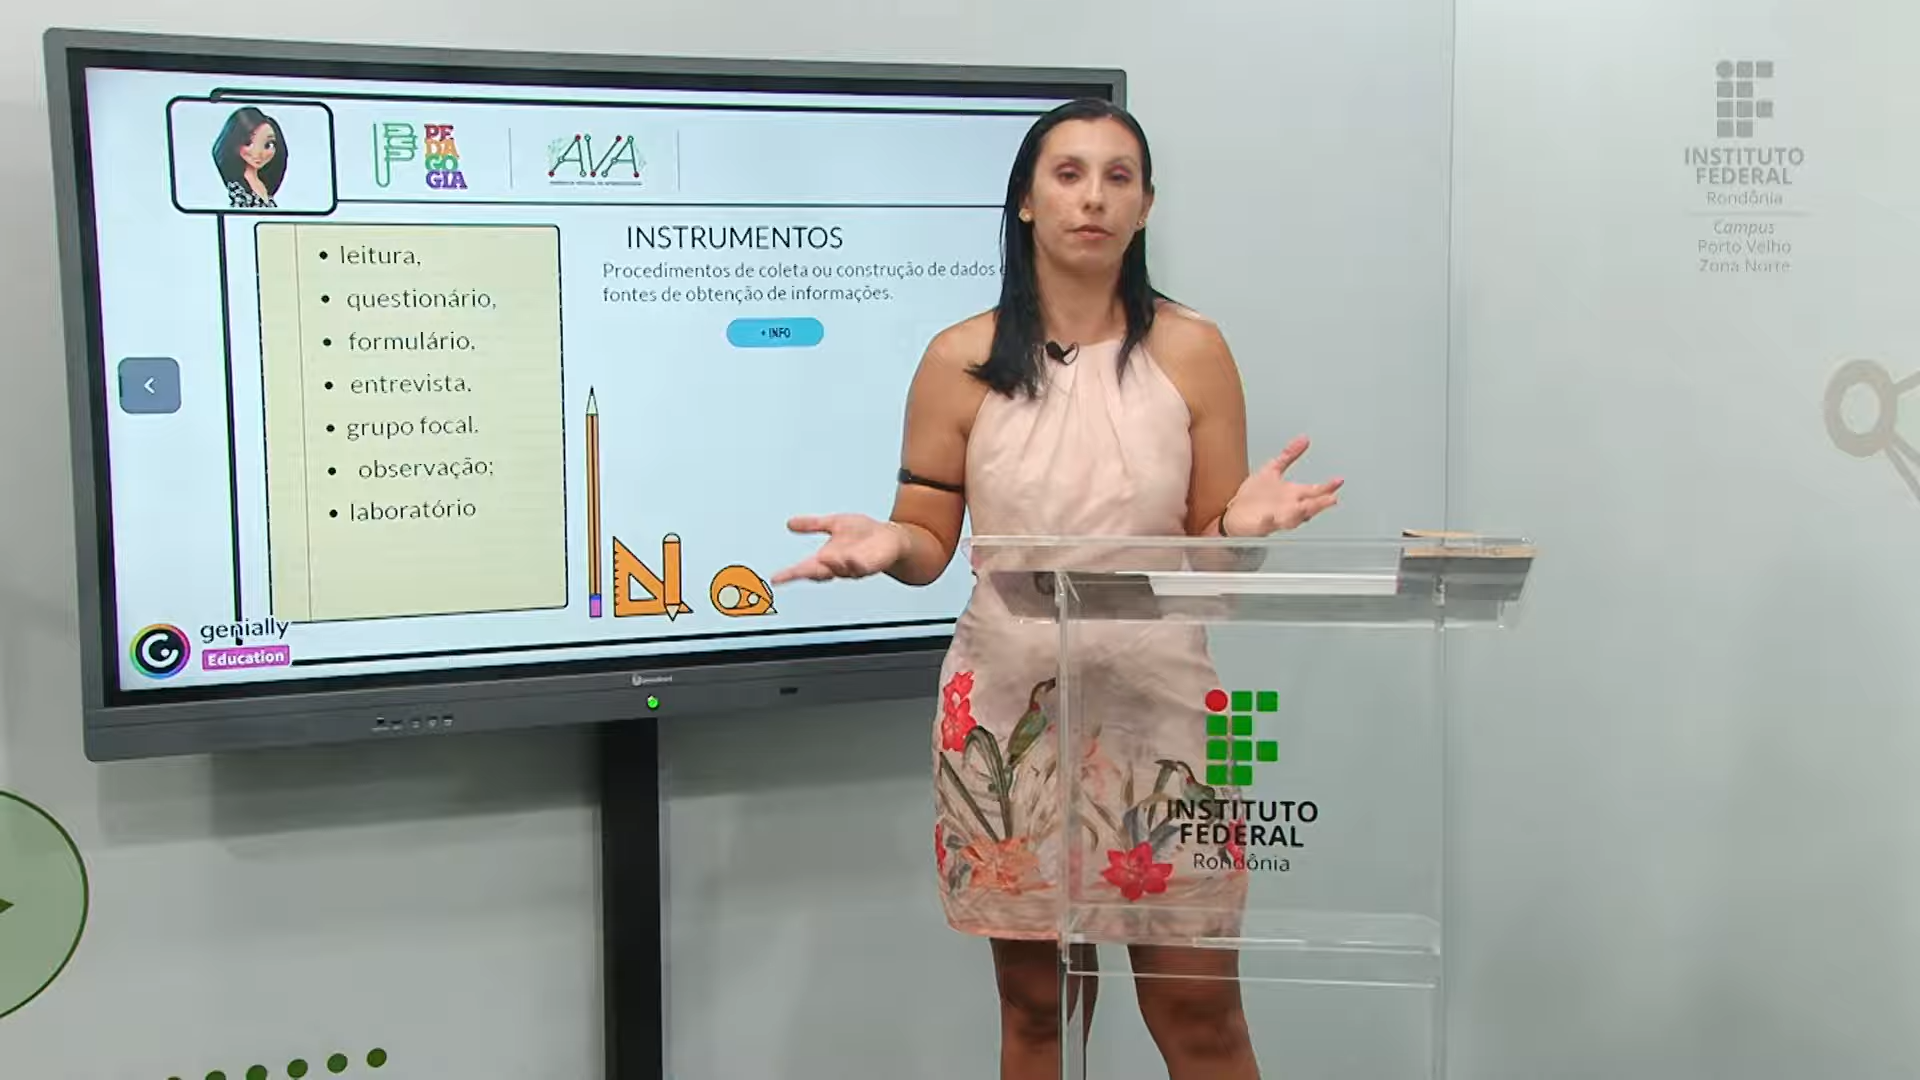 PE
DA
GO
GIA
AVA
INSTRUMENTOS
Procedimentos de coleta ou construção de dados
fontes de obtenção de informações.
+ INFO
• leitura,
• questionário,
• formulário,
• entrevista,
• grupo focal.
• observação;
• laboratório
genially
Education
INSTITUTO
FEDERAL
Rondônia
Campus
Porto Velho
Zona Norte
INSTITUTO
FEDERAL
Rondônia